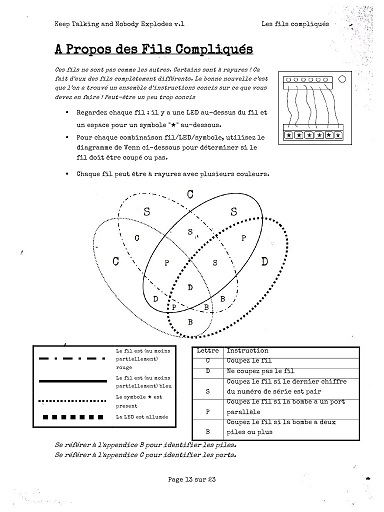 Keep Talking and Nobody Explodes v.1
Les fils compliqués
A Propos des Fils Compliqués
Ces fils ne sont pas comme les autres. Certains sont à rayures ! Ce
fait d'eux des fils complètement différents. La bonne nouvelle c'est
que l'on a trouvé un ensemble d'instructions concis sur ce que vous
devez en faire ! Peut-être un peu trop concis
• Regardez chaque fil : il y a une LED au-dessus du fil et
un espace pour un symbole "★" au-dessous.
• Pour chaque combinaison fil/LED/symbole, utilisez le
diagramme de Venn ci-dessous pour déterminer si le
fil doit être coupé ou pas.
• Chaque fil peut être à rayures avec plusieurs couleurs.
C
S S
C S P
C P S D
D D B
P B B
B
Le fil est (au moins
partiellement)
rouge
Le fil est (au moins
partiellement) bleu
Le symbole ★ est
présent
La LED est allumée
Lettre Instruction
C Coupez le fil
D Ne coupez pas le fil
Coupez le fil si le dernier chiffre
S du numéro de série est pair
Coupez le fil si la bombe a un port
P parallèle
Coupez le fil si la bombe a deux
B piles ou plus
Se référer à l'appendice B pour identifier les piles.
Se référer à l'appendice C pour identifier les ports.
Page 13 sur 23